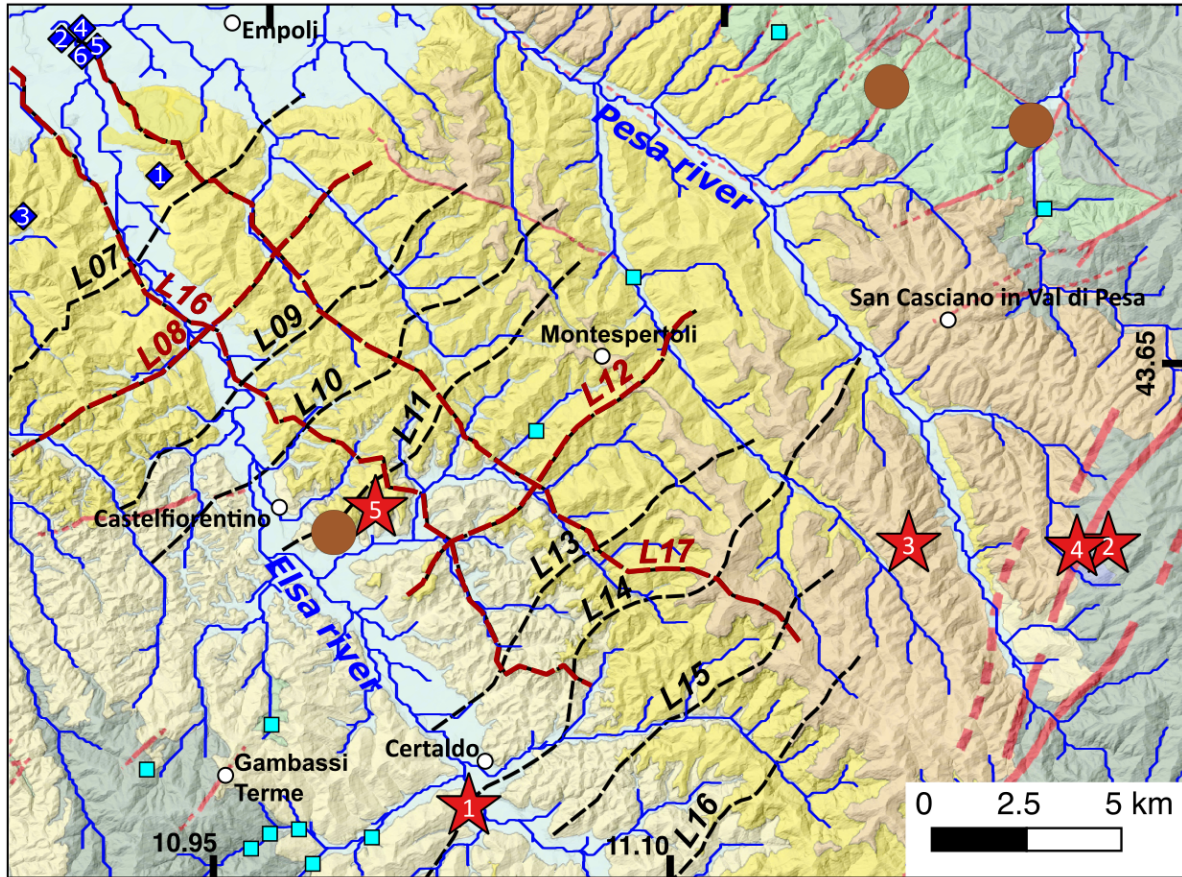 4
2
5
6
Empoli
1
3
Pesa river
L07
L16
L08
L09
L10
L11
L12
Montespertoli
San Casciano in Val di Pesa
43.65
Castelfiorentino
5
3
4
2
L13
L17
L14
Elsa river
L15
Certaldo
Gambassi
Terme
1
L16
10.95
11.10
0 2.5 5 km